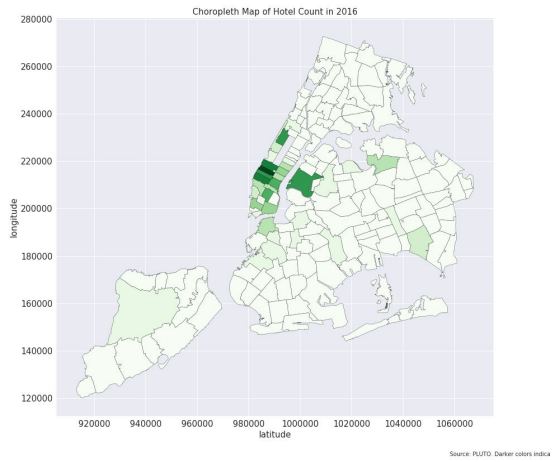 Choropleth Map of Hotel Count in 2016
280000
260000
240000
220000
200000
180000
160000
140000
120000
longitude
920000 940000 960000 980000 1000000 1020000 1040000 1060000
latitude
Source: PLUTO. Darker colors indica